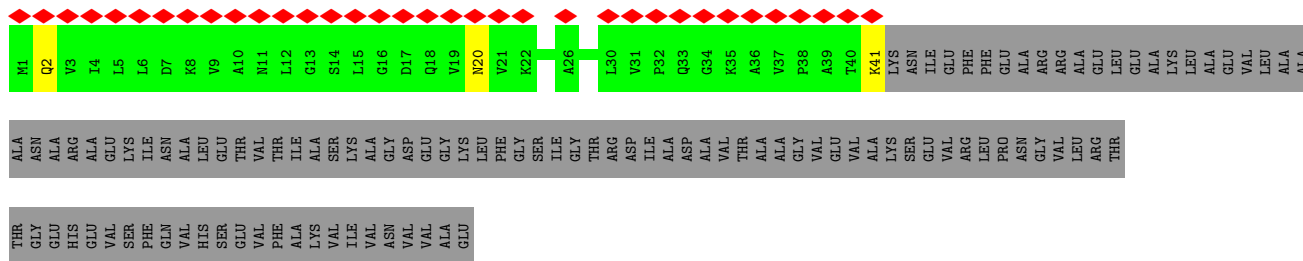 M1 Q2 V3 I4 L5 L6 D7 K8 V9 A10 N11 L12 G13 S14 L15 G16 D17 Q18 V19 N20 V21 K22 A26 L30 V31 P32 Q33 G34 K35 A36 V37 P38 A39 T40 K41 LYS ASN ILE GLU PHE PHE GLU ALA ARG ARG ALA GLU LEU GLU ALA LYS LEU ALA GLU VAL LEU ALA ALA
ALA ASN ALA ARG ALA GLU LYS ILE ASN ALA LEU GLU THR VAL THR ILE ALA SER LYS ALA GLY ASP GLU GLY LYS LEU PHE GLY SER ILE GLY THR ARG ASP ILE ALA ASP ALA VAL THR ALA ALA GLY VAL GLU VAL ALA LYS SER GLU VAL ARG LEU PRO ASN GLY VAL LEU ARG THR
THR GLY GLU HIS GLU VAL SER PHE GLN VAL HIS SER GLU VAL PHE ALA LYS VAL ILE VAL ASN VAL VAL ALA GLU